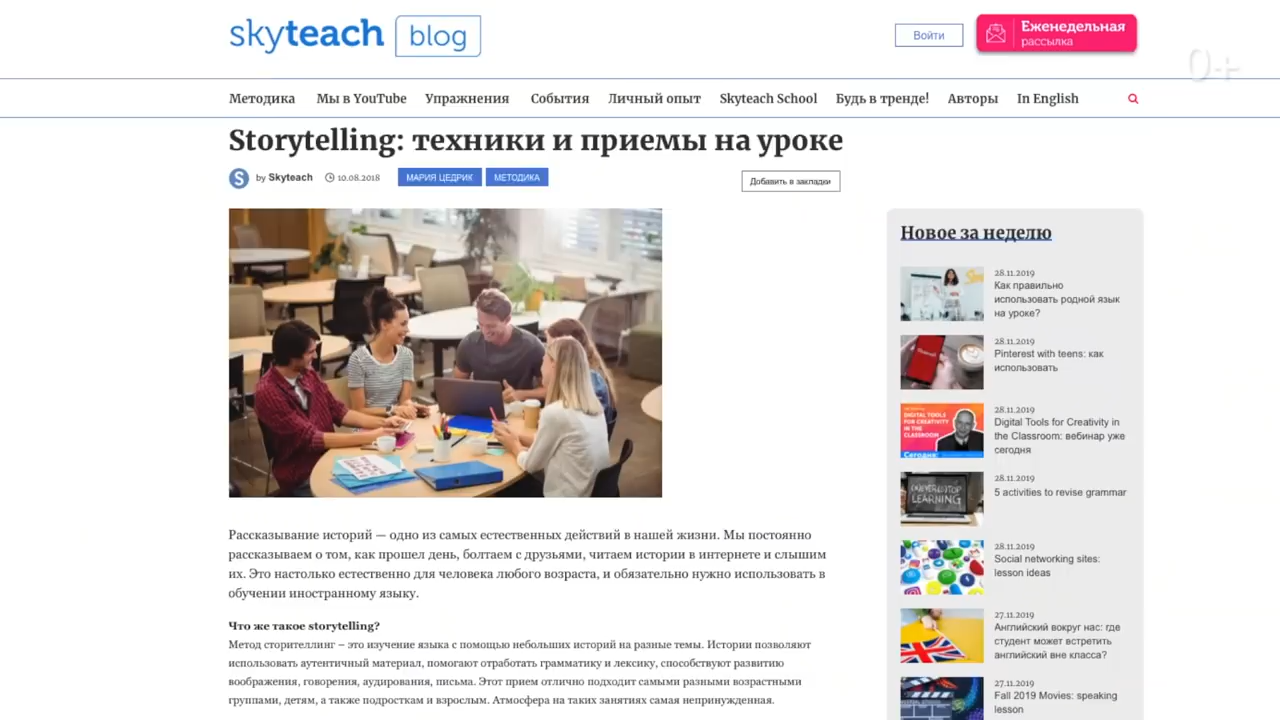 skyteach blog
Войти
Еженедельная
рассылка
0+
Методика Мы в YouTube Упражнения События Личный опыт Skyteach School Будь в тренде! Авторы In English
Storytelling: техники и приемы на уроке
S by Skyteach 10.08.2018 МАРИЯ ЦЕДРИК МЕТОДИКА
Добавить в закладки
Рассказывание историй — одно из самых естественных действий в нашей жизни. Мы постоянно
рассказываем о том, как прошел день, болтаем с друзьями, читаем истории в интернете и слышим
их. Это настолько естественно для человека любого возраста, и обязательно нужно использовать в
обучении иностранному языку.
Что же такое storytelling?
Метод сторителлинг – это изучение языка с помощью небольших историй на разные темы. Истории позволяют
использовать аутентичный материал, помогают отработать грамматику и лексику, способствуют развитию
воображения, говорения, аудирования, письма. Этот прием отлично подходит самыми разными возрастными
группами, детям, а также подросткам и взрослым. Атмосфера на таких занятиях самая непринужденная.
Новое за неделю
28.11.2019
Как правильно
использовать родной язык
на уроке?
28.11.2019
Pinterest with teens: как
использовать
DIGITAL TOOLS
FOR CREATIVITY
IN THE
CLASSROOM:
Сегодня:
28.11.2019
Digital Tools for Creativity in
the Classroom: вебинар уже
сегодня
LEARNING
28.11.2019
5 activities to revise grammar
28.11.2019
Social networking sites:
lesson ideas
27.11.2019
Английский вокруг нас: где
студент может встретить
английский вне класса?
27.11.2019
Fall 2019 Movies: speaking
lesson